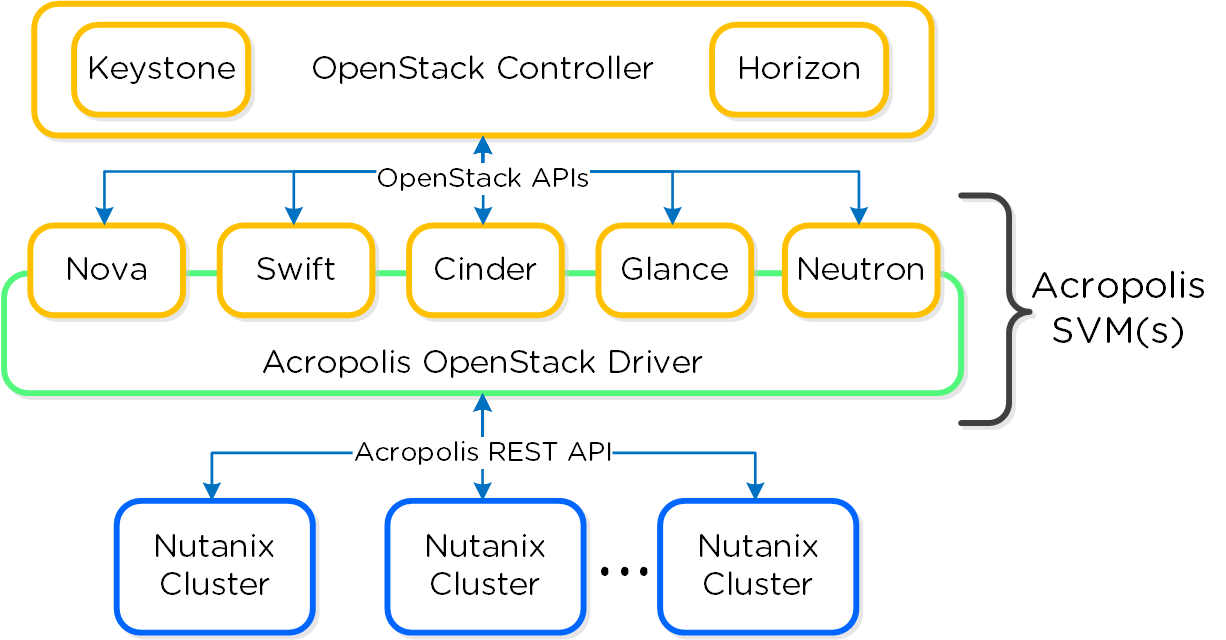 Keystone
OpenStack Controller
Horizon
OpenStack APIs
Nova
Swift
Cinder
Glance
Neutron
Acropolis
SVM(s)
Acropolis OpenStack Driver
Acropolis REST API
Nutanix
Cluster
Nutanix
Cluster
...
Nutanix
Cluster